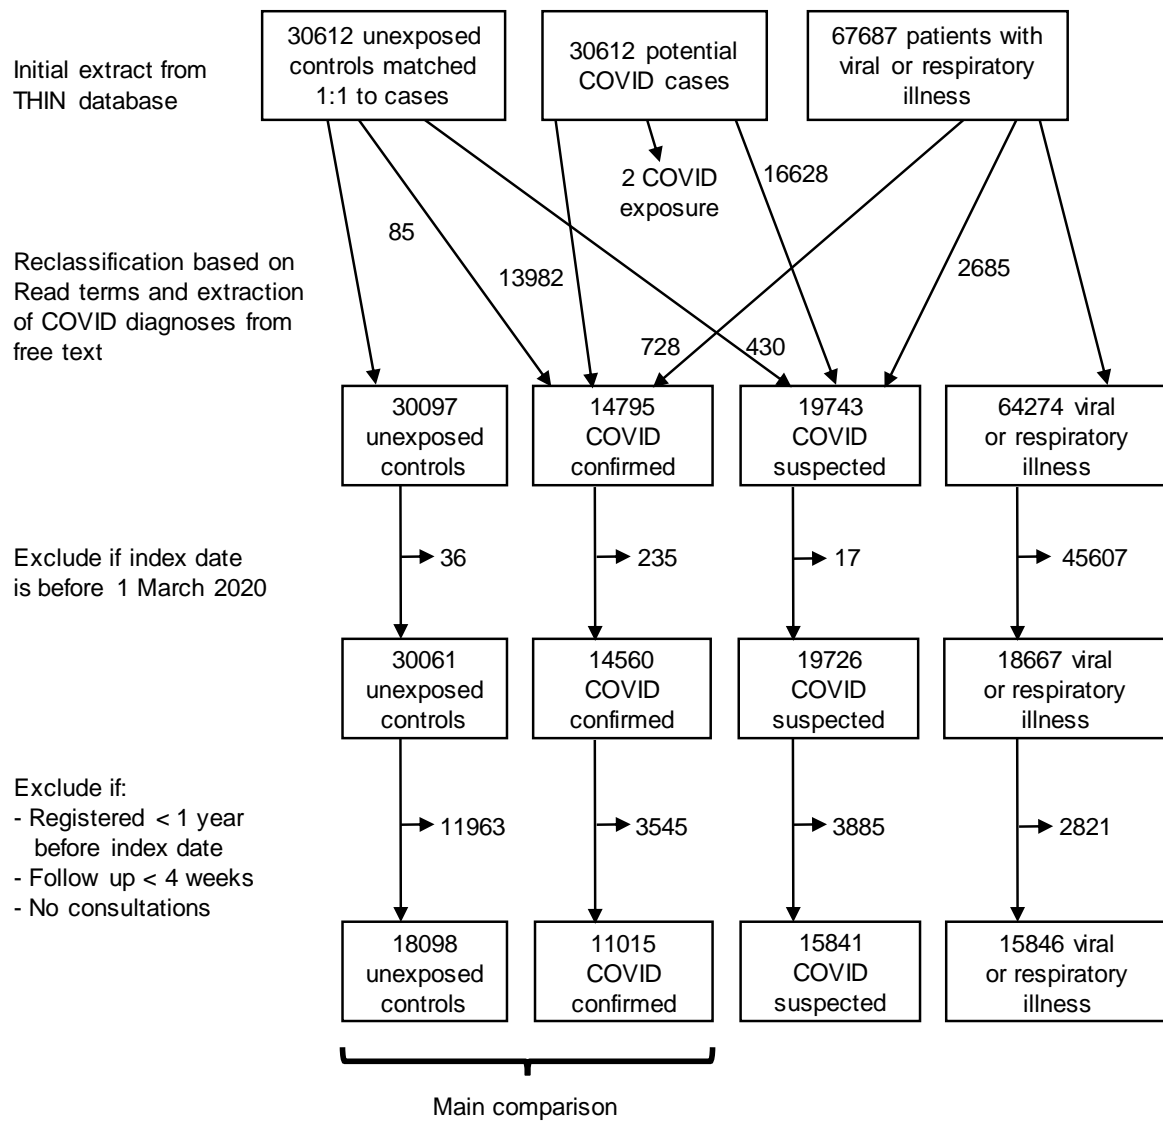 Initial extract from
THIN database
30612 unexposed
controls matched
1:1 to cases
30612 potential
COVID cases
67687 patients with
viral or respiratory
illness
2 COVID
exposure
16628
85
13982
2685
728
430
Reclassification based on
Read terms and extraction
of COVID diagnoses from
free text
30097
unexposed
controls
14795
COVID
confirmed
19743
COVID
suspected
64274 viral
or respiratory
illness
Exclude if index date
is before 1 March 2020
36
235
17
45607
30061
unexposed
controls
14560
COVID
confirmed
19726
COVID
suspected
18667 viral
or respiratory
illness
Exclude if:
- Registered < 1 year
before index date
- Follow up < 4 weeks
- No consultations
11963
3545
3885
2821
18098
unexposed
controls
11015
COVID
confirmed
15841
COVID
suspected
15846 viral
or respiratory
illness
Main comparison